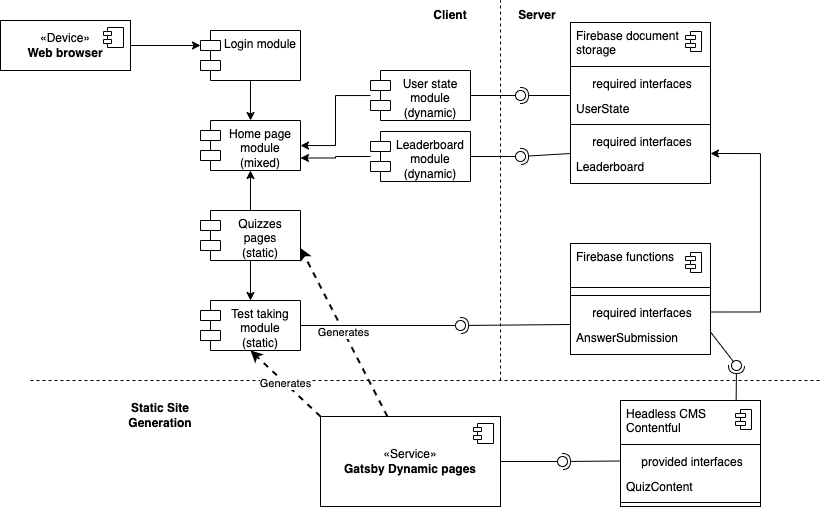 Client
Server
«Device»
Web browser
Login module
Firebase document
storage
required interfaces
UserState
required interfaces
Leaderboard
User state
module
(dynamic)
Home page
module
(mixed)
Leaderboard
module
(dynamic)
Quizzes
pages
(static)
Firebase functions
required interfaces
AnswerSubmission
Test taking
module
(static)
Generates
Generates
Static Site
Generation
«Service»
Gatsby Dynamic pages
Headless CMS
Contentful
provided interfaces
QuizContent